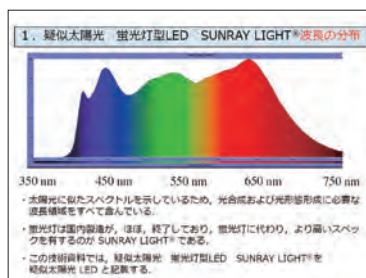 1．疑似太陽光　蛍光灯型LED　SUNRAY LIGHT®波長の分布
350 nm　450 nm　550 nm　650 nm　750 nm
・太陽光に似たスペクトルを示しているため，光合成および光形態形成に必要な
波長領域をすべて含んでいる．
・蛍光灯は国内製造が，ほぼ，終了しており，蛍光灯に代わり，より高いスペッ
クを有するのが SUNRAY LIGHT® である．
・この技術資料では，疑似太陽光　蛍光灯型LED　SUNRAY LIGHT®を
疑似太陽光 LED と記載する．